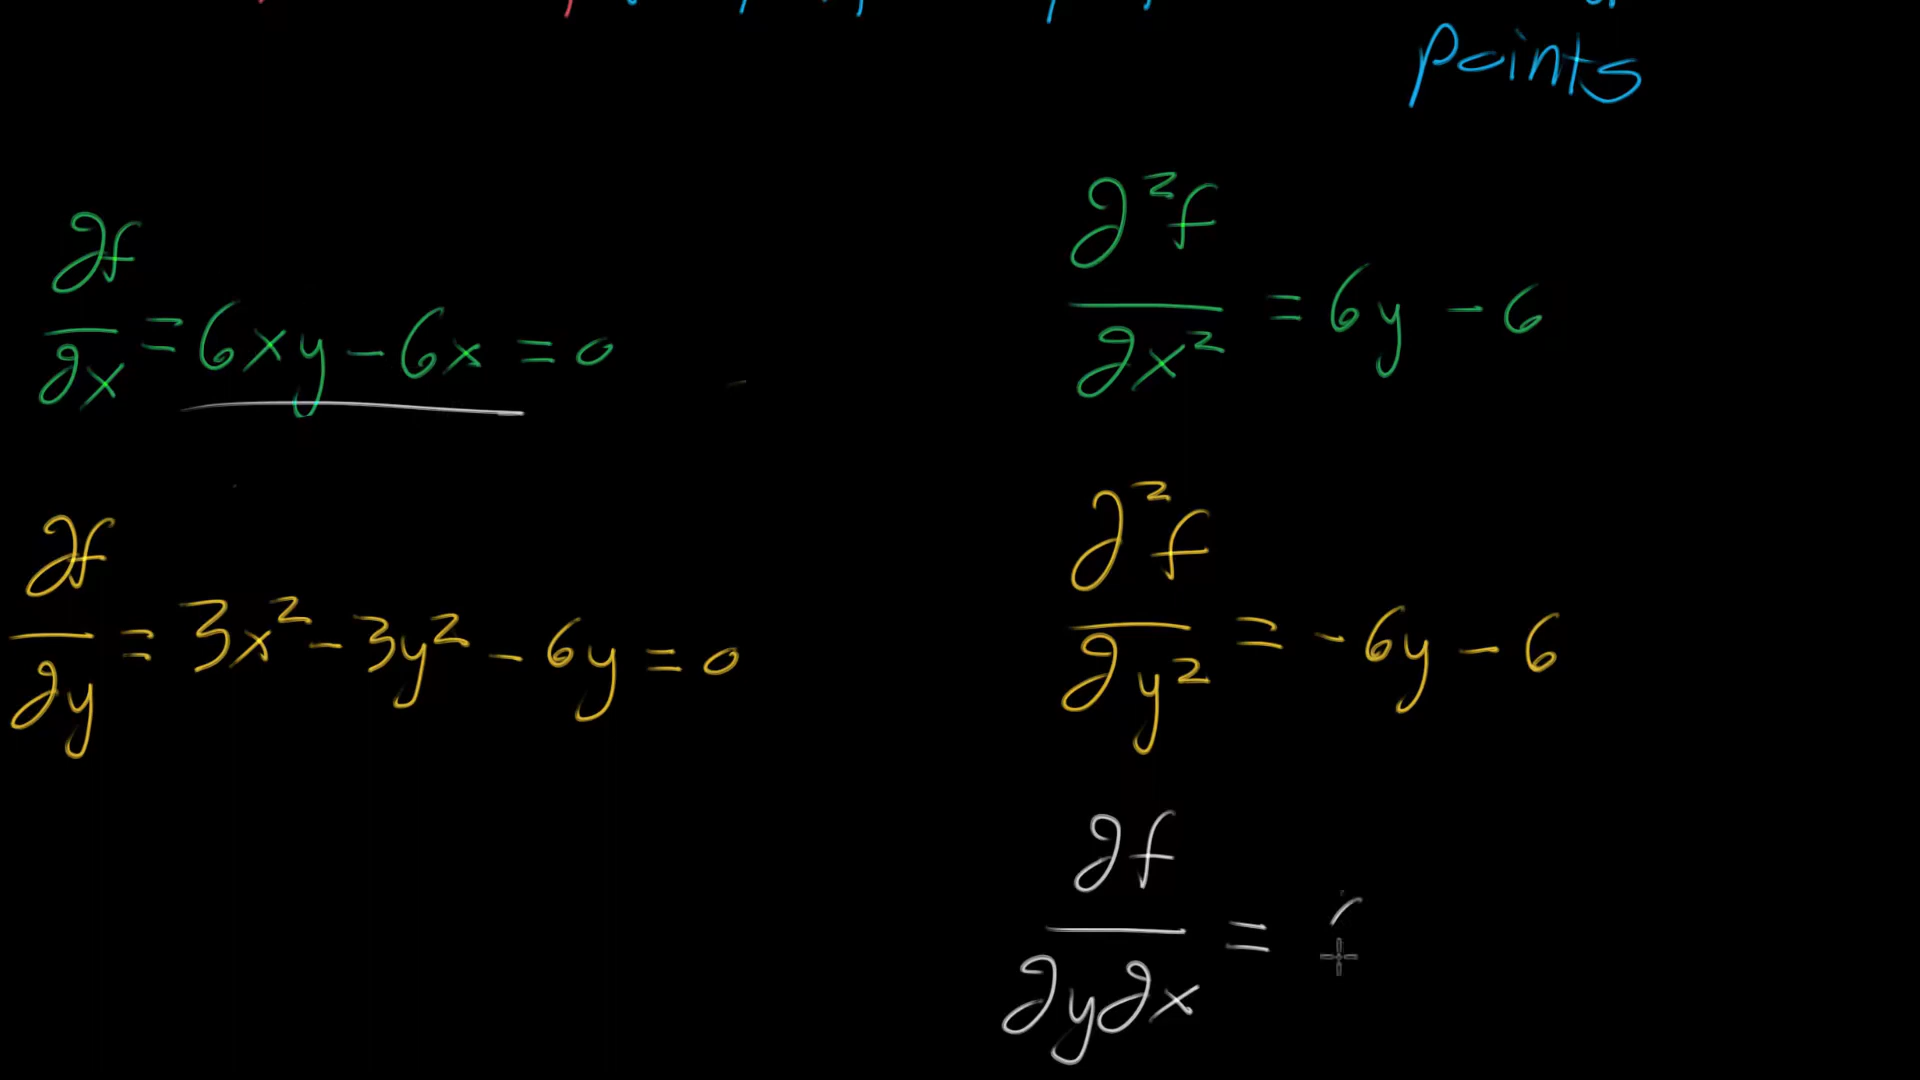 points
∂f/∂x = 6xy - 6x = 0
∂²f/∂x² = 6y - 6
∂f/∂y = 3x² - 3y² - 6y = 0
∂²f/∂y² = -6y - 6
∂f/∂y∂x =